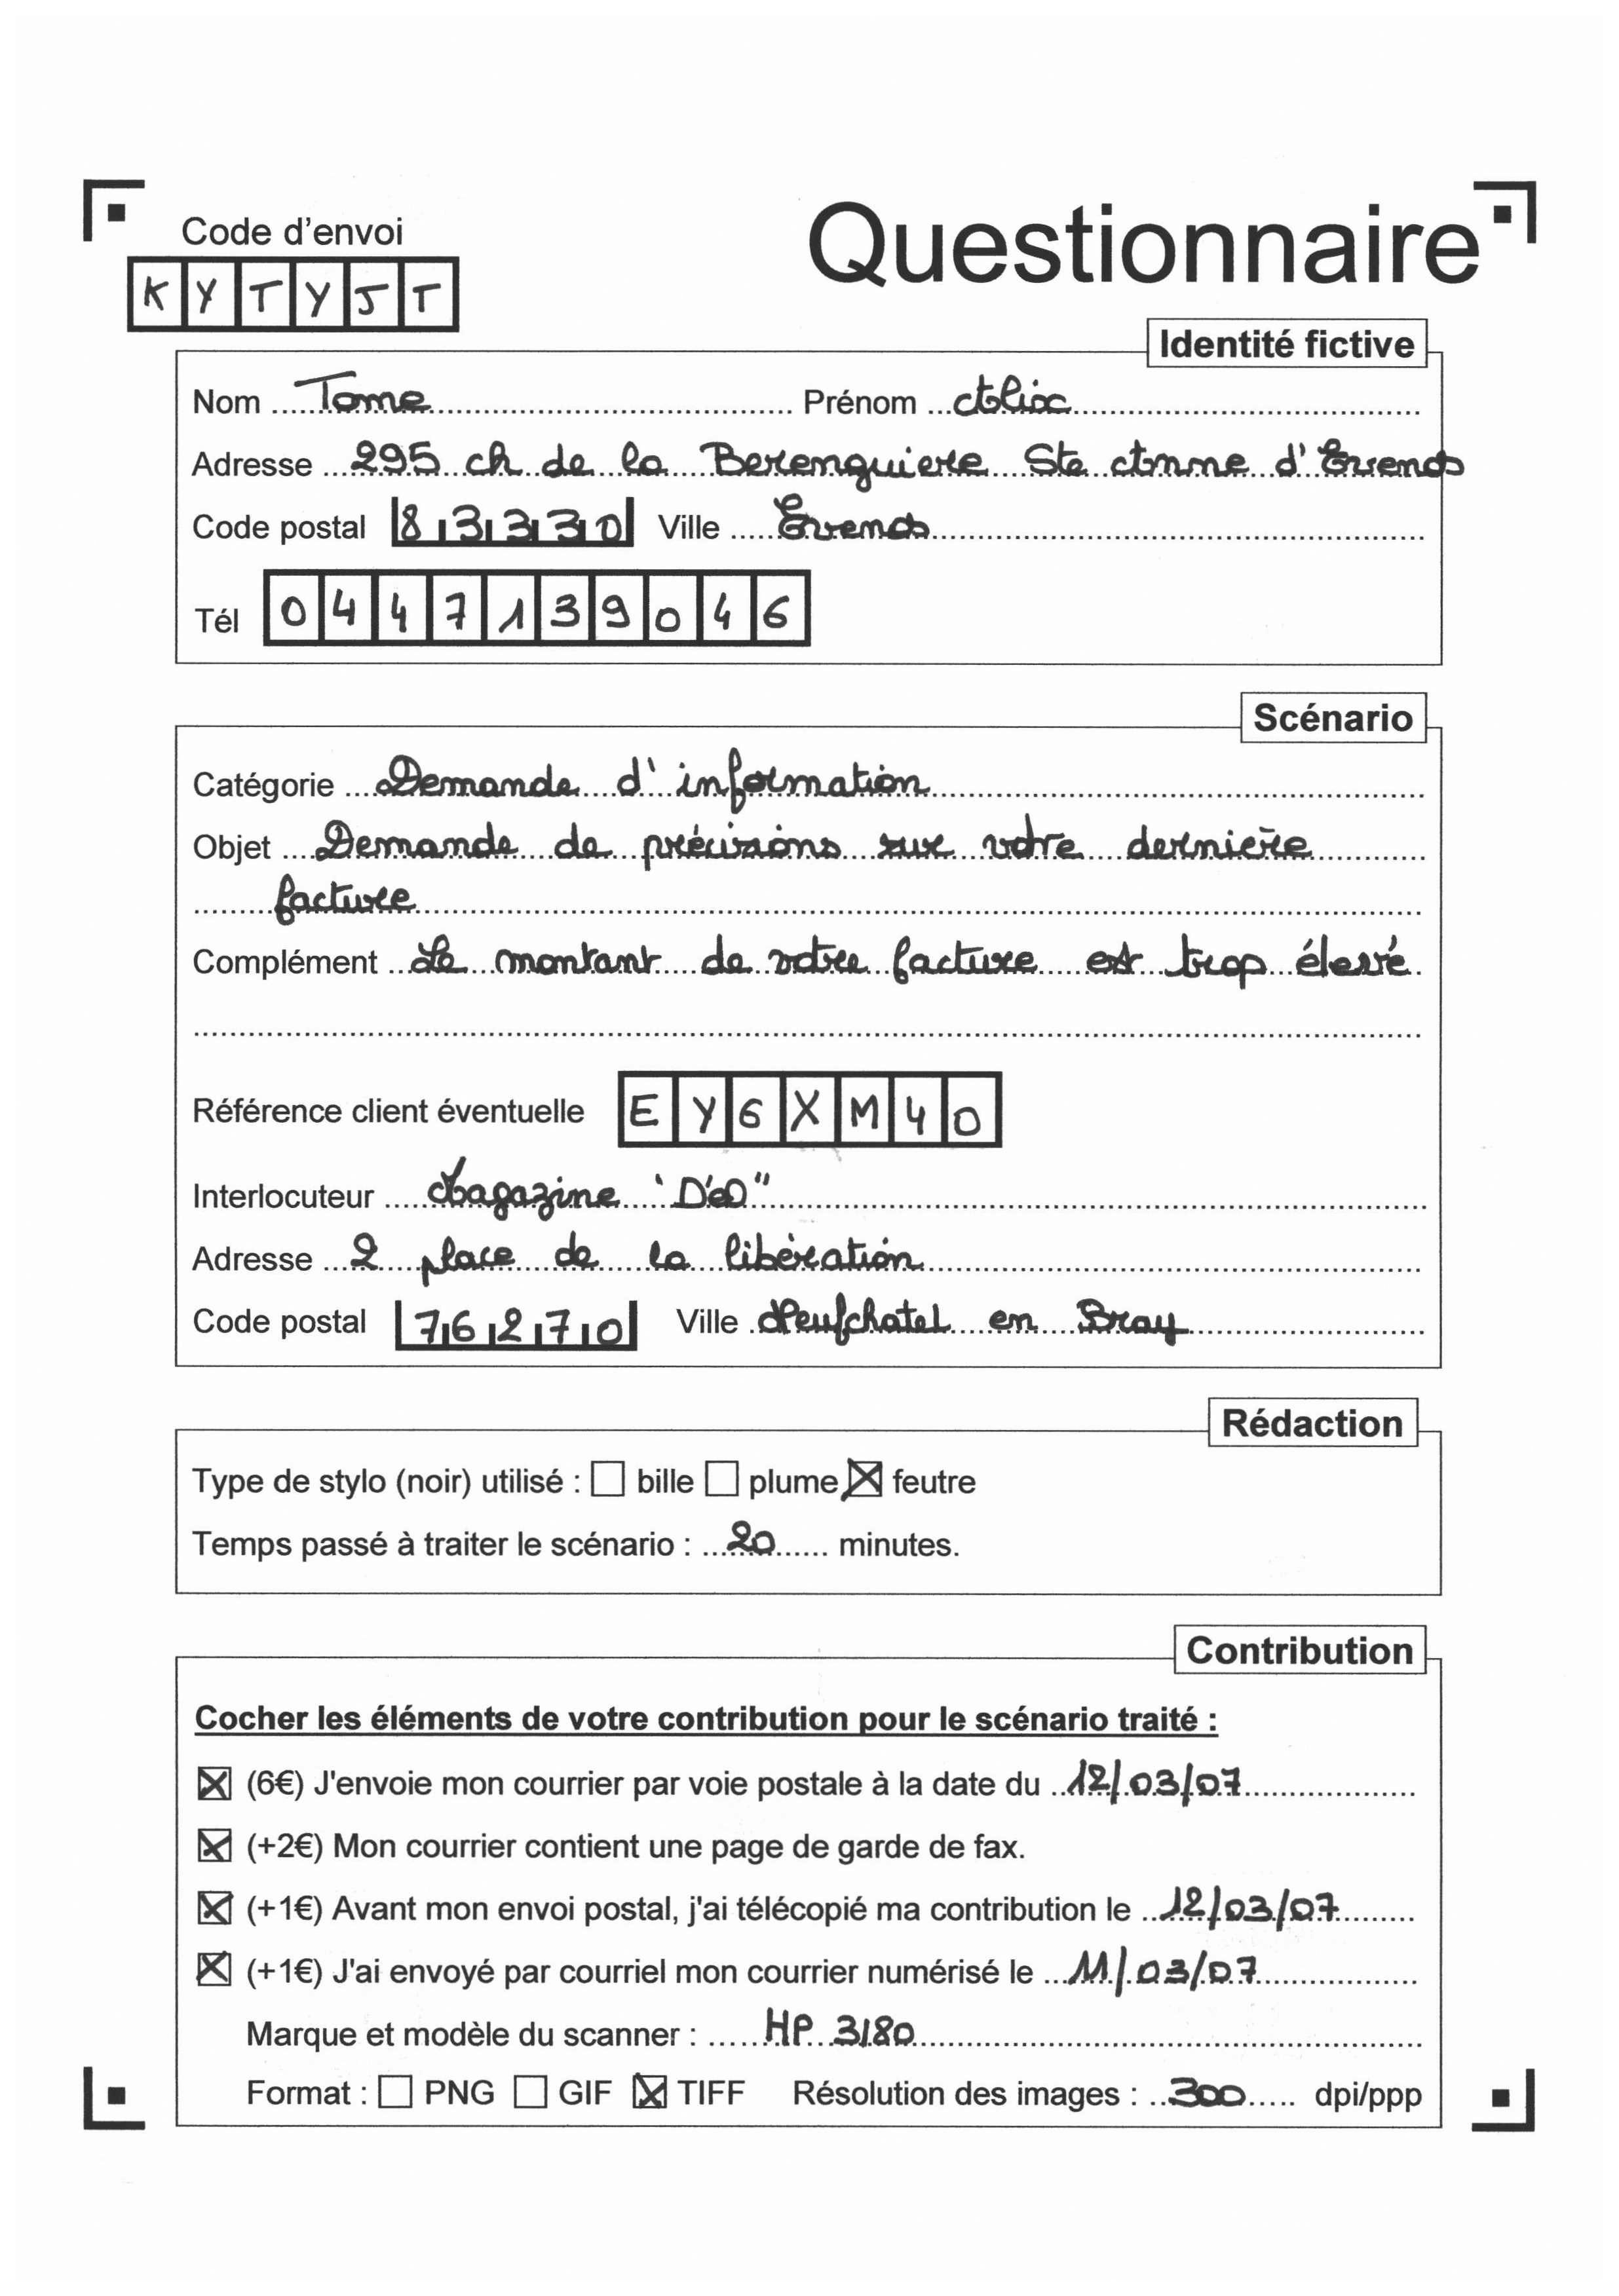 Code d'envoi
Questionnaire
KYTYJT
Identité fictive
Nom Tome Prénom Alix
Adresse 295 ch de la Berenguiere Ste Anne d'Evenos
Code postal 83330 Ville Evenos
Tél 0447139046
Scénario
Catégorie Demande d'information
Objet Demande de précisions sur votre dernière
facture
Complément Le montant de votre facture est trop élevé
Référence client éventuelle EY6XM40
Interlocuteur Magazine
Adresse 2 place de la libération
Code postal 76270 Ville Neufchatel en Bray
Rédaction
Type de stylo (noir) utilisé : bille plume feutre
Temps passé à traiter le scénario : 20 minutes.
Contribution
Cocher les éléments de votre contribution pour le scénario traité :
(6€) J'envoie mon courrier par voie postale à la date du 12/03/07
(+2€) Mon courrier contient une page de garde de fax.
(+1€) Avant mon envoi postal, j'ai télécopié ma contribution le 12/03/07
(+1€) J'ai envoyé par courriel mon courrier numérisé le 11/03/07
Marque et modèle du scanner : HP 3180
Format : PNG GIF TIFF Résolution des images : 300 dpi/ppp